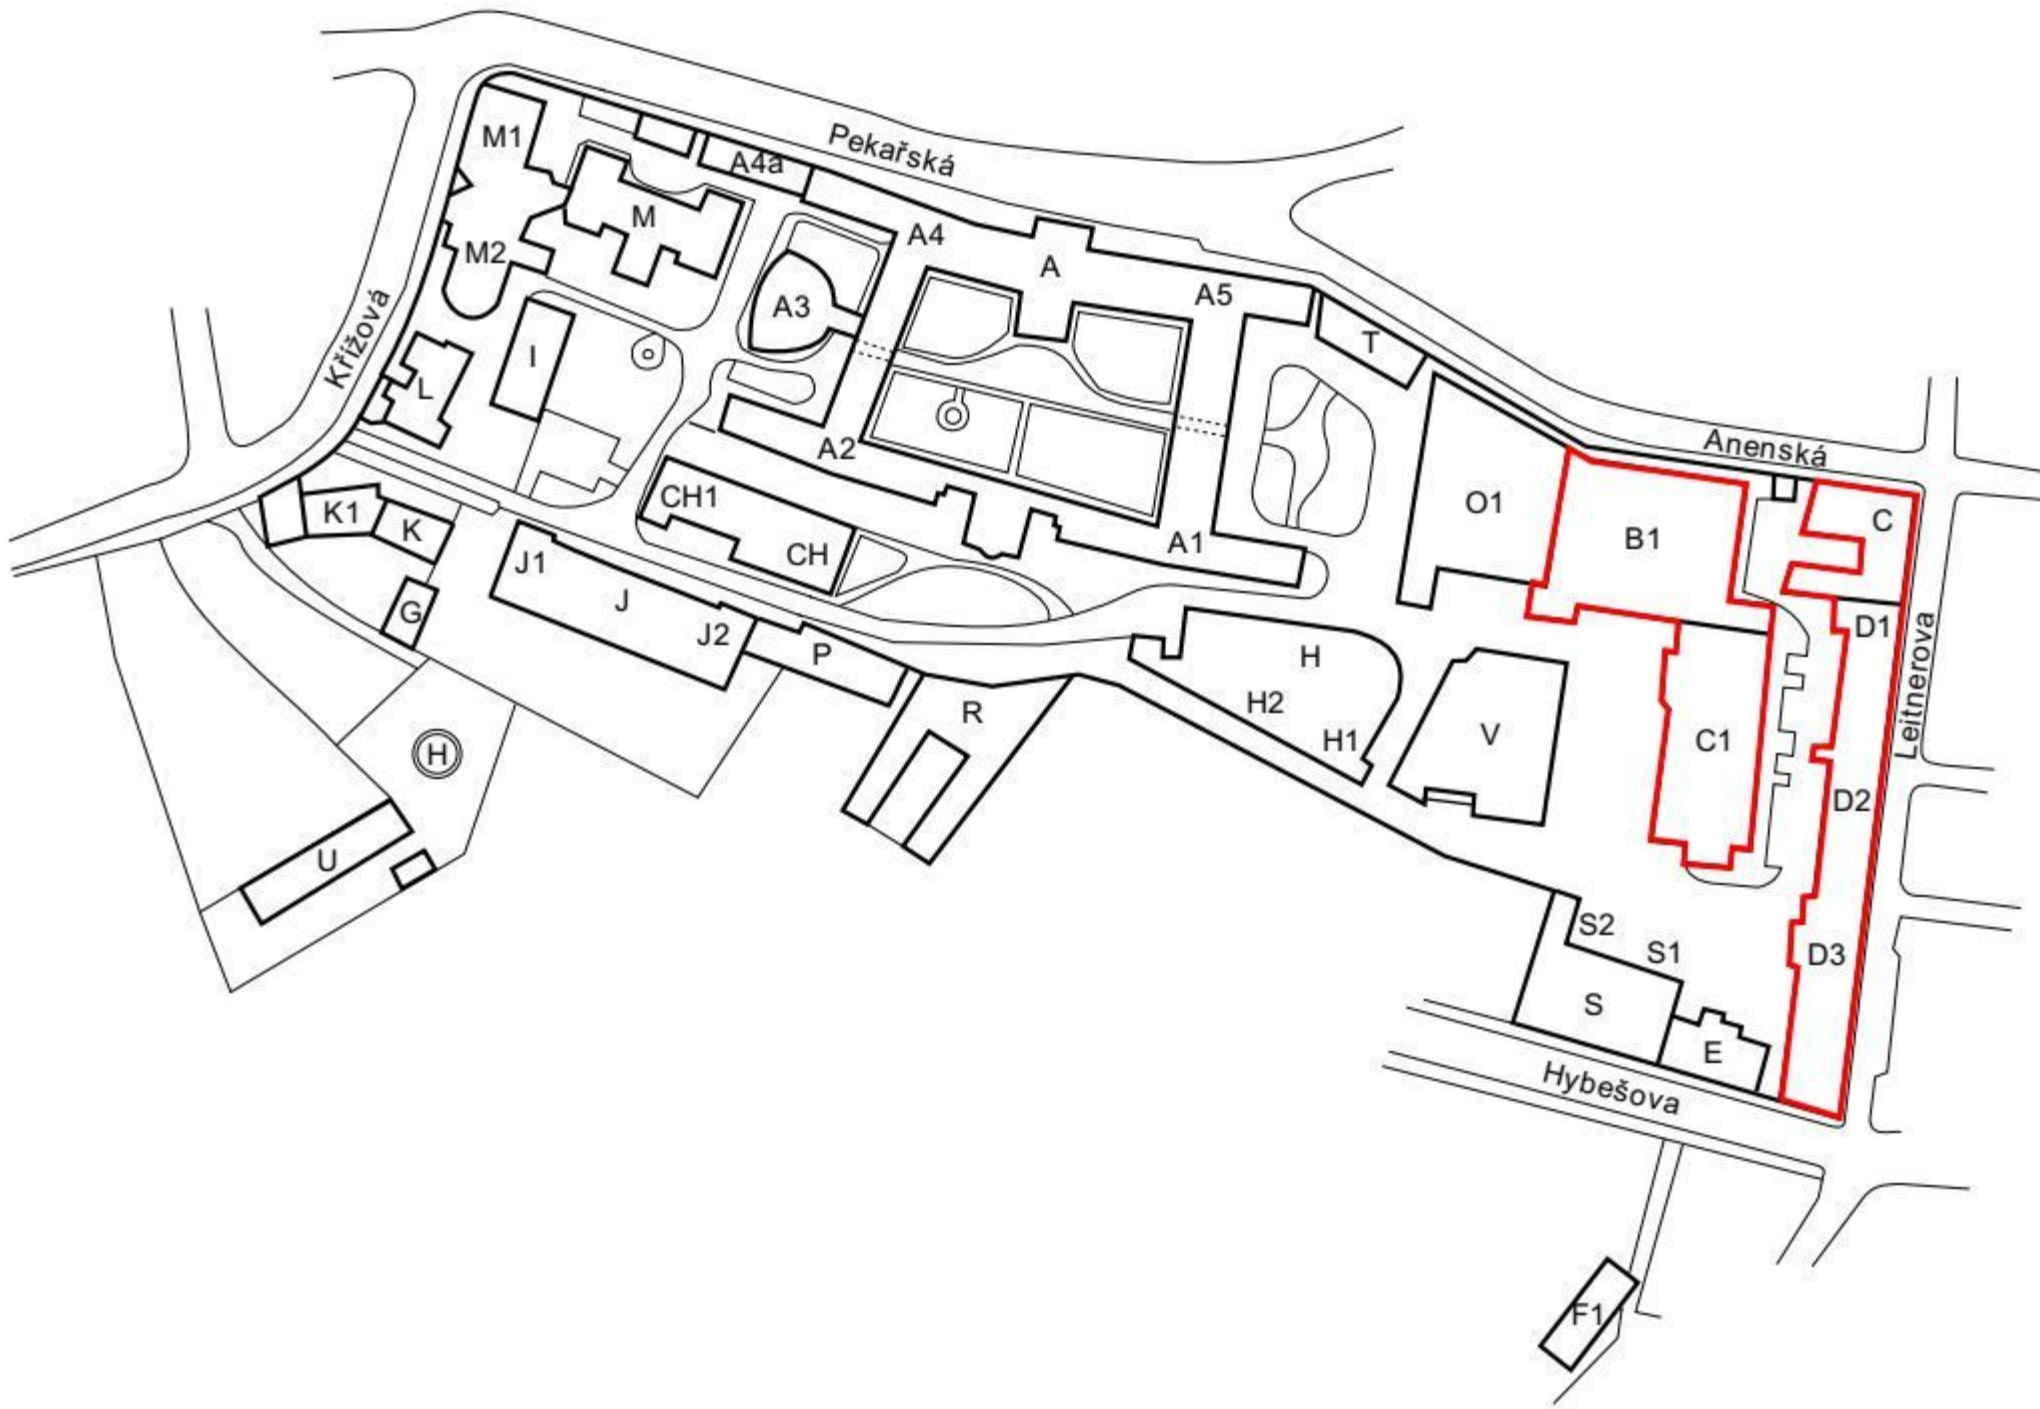 Pekařská
M1
A4a
M
A4
M2
A
A5
A3
Křížová
T
I
L
Anenská
A2
CH1
O1
C
K1
K
B1
A1
CH
J1
J
G
J2
D1
P
H
Leitnerova
H2
R
V
H1
C1
H
D2
U
S2
S1
D3
S
E
Hybešova
F1